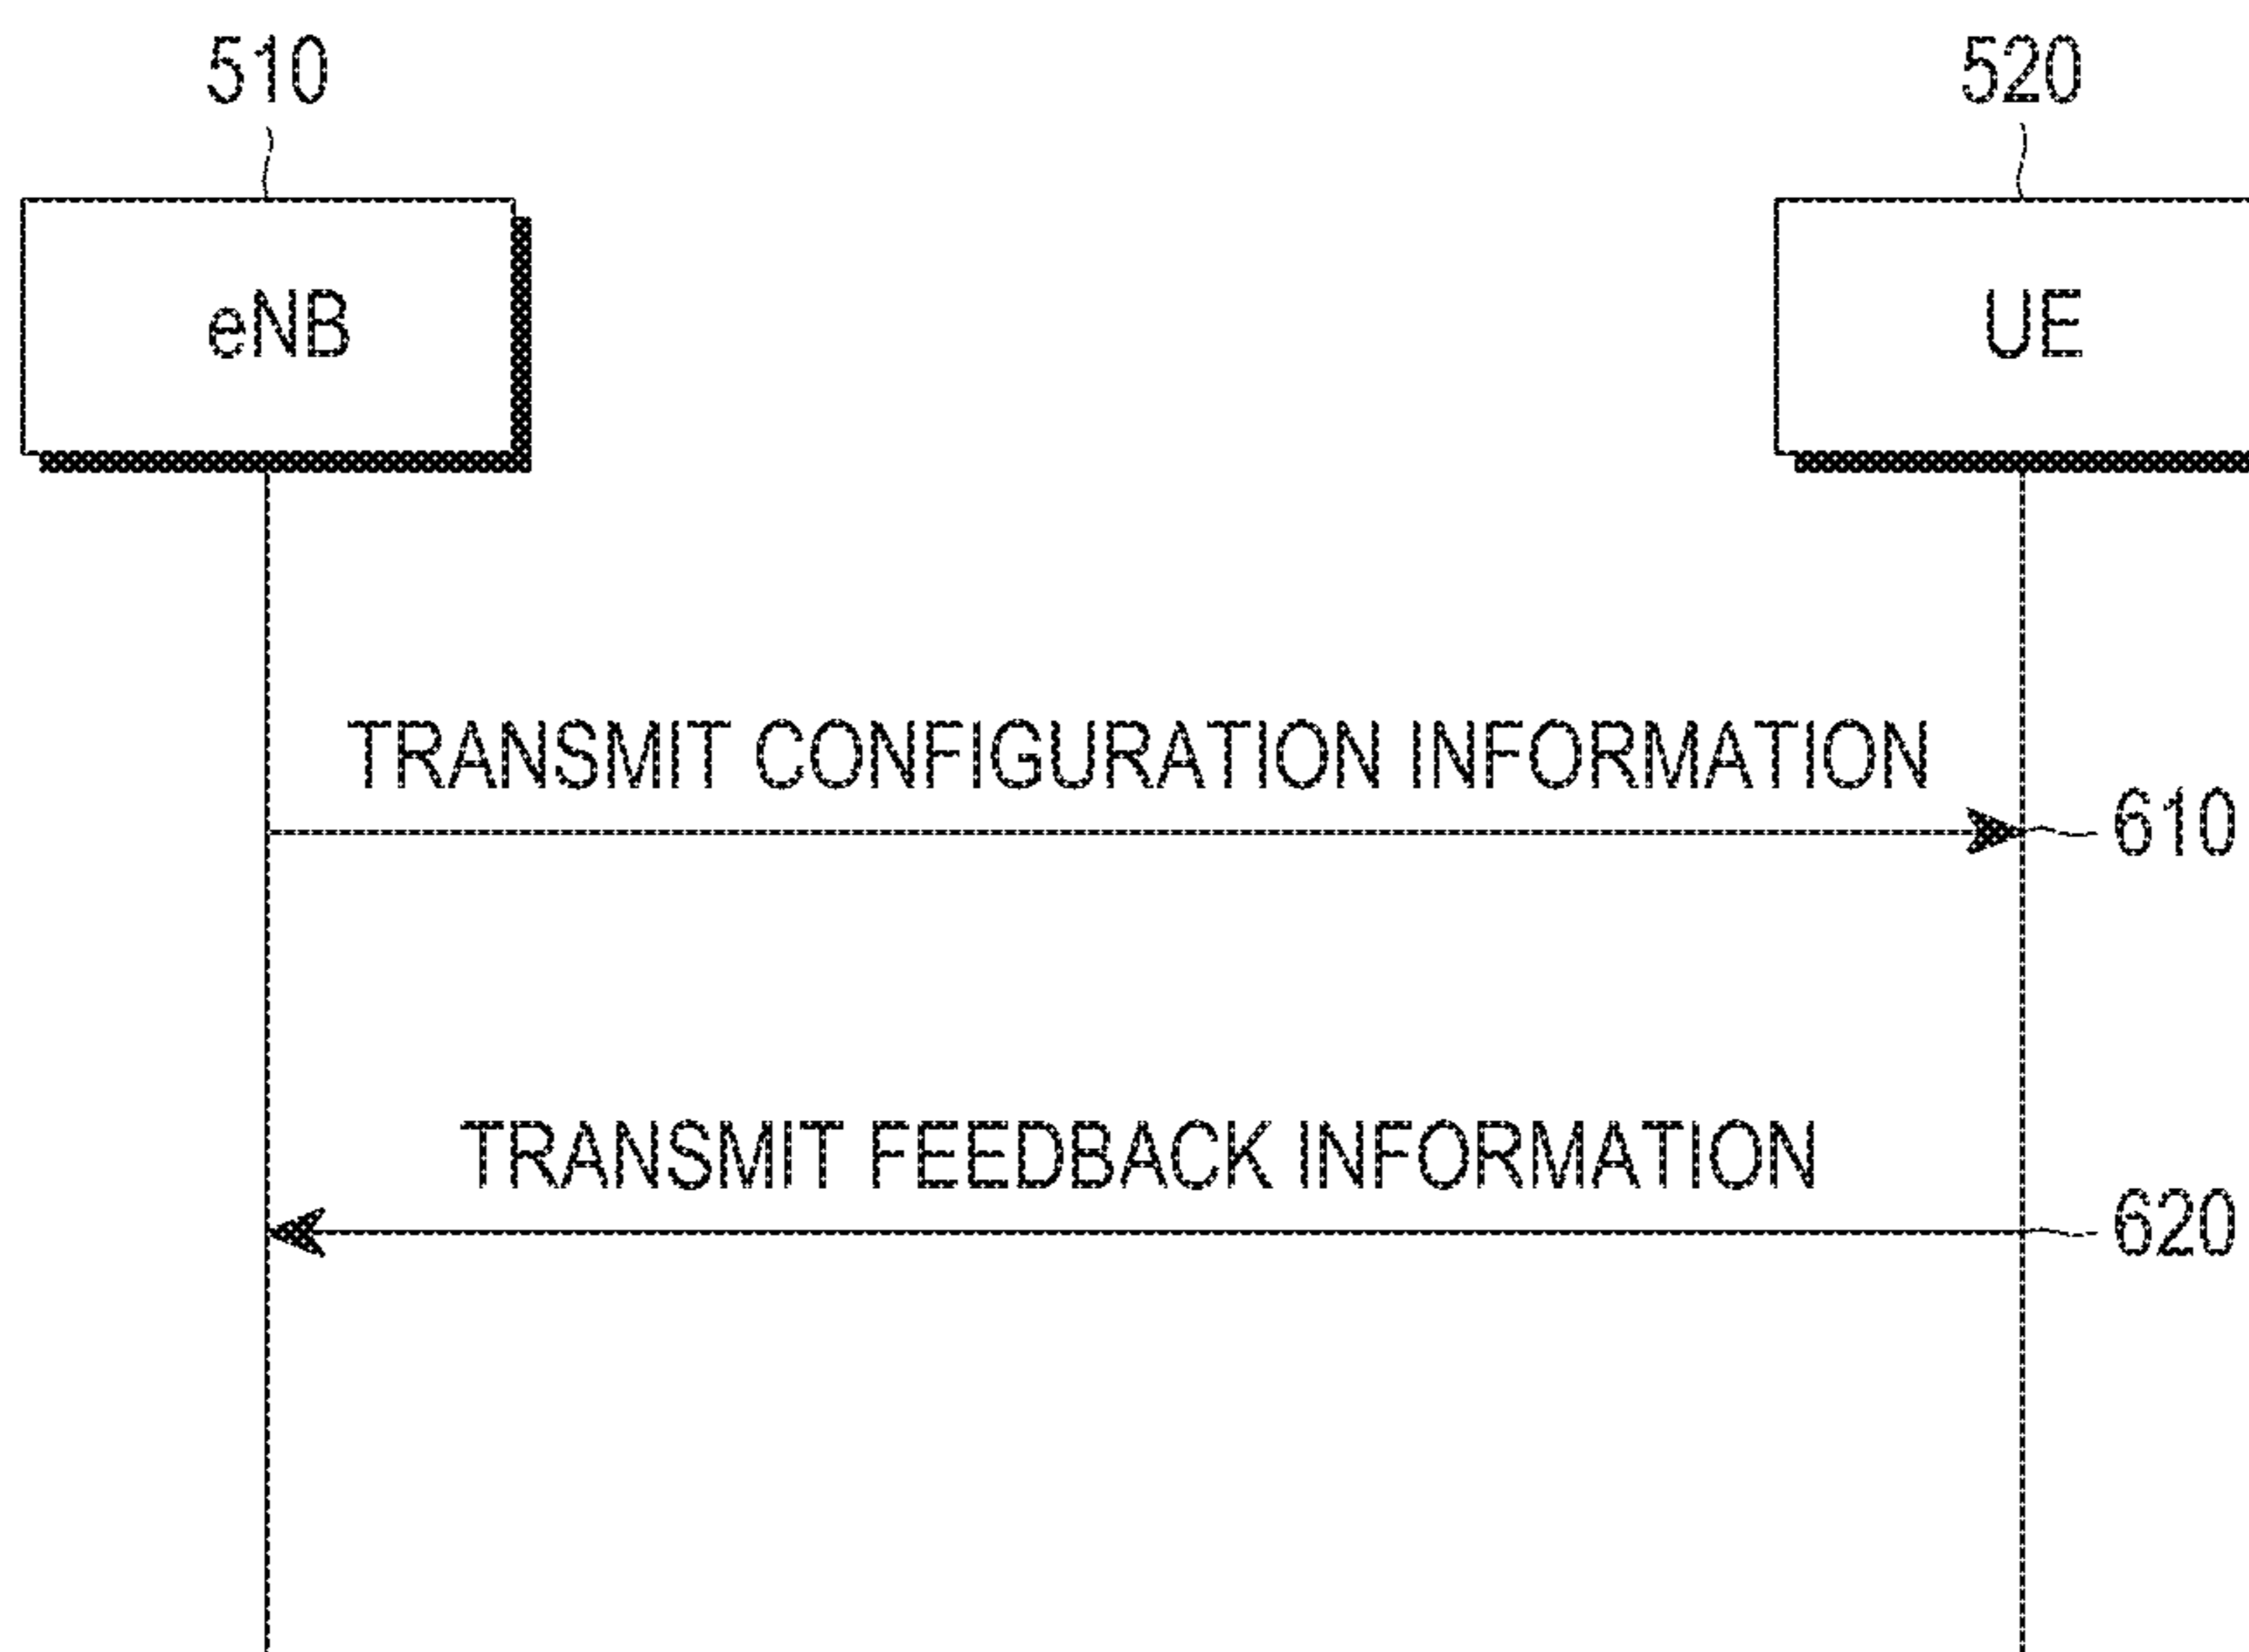 510
520
eNB
UE
TRANSMIT CONFIGURATION INFORMATION
610
TRANSMIT FEEDBACK INFORMATION
620